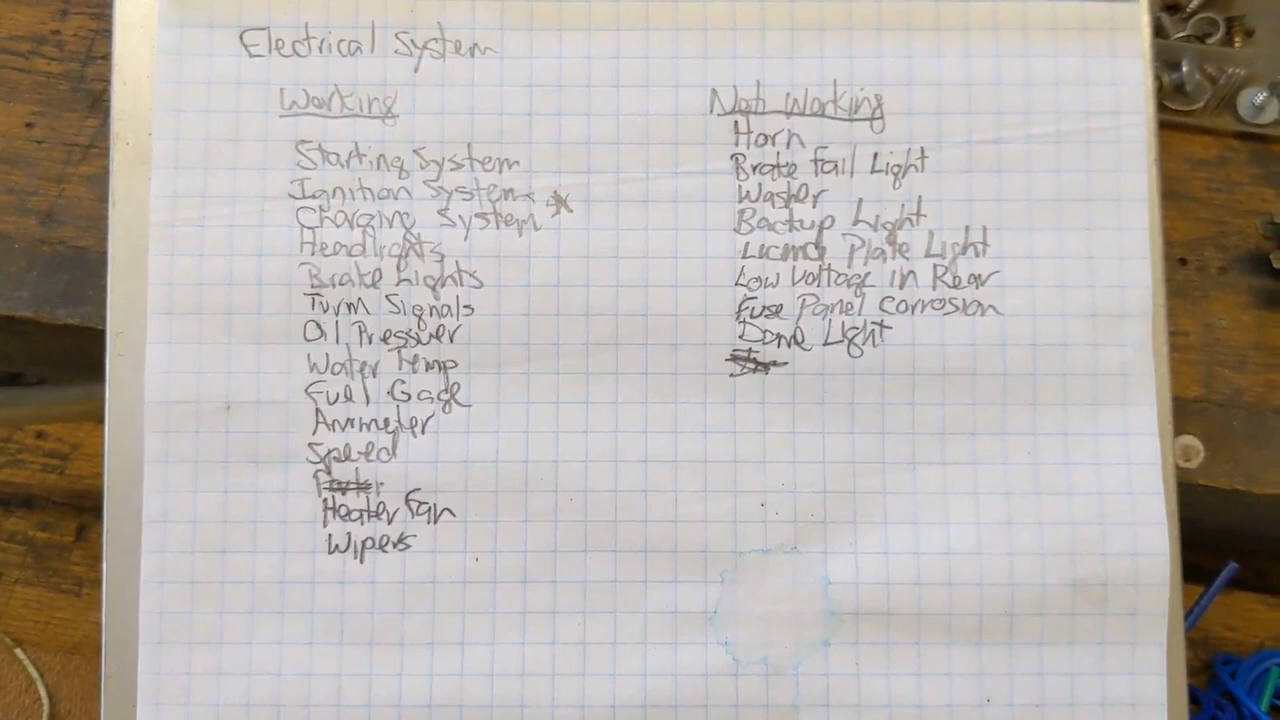 Electrical System
Working
Starting System
Ignition System
Charging System *
Headlights
Brake Lights
Turn Signals
Oil Pressuer
Water Temp
Fuel Gage
Ammeter
Speed
Heater Fan
Wipers
Not Working
Horn
Brake Fail Light
Washer
Backup Light
Plate Light
Low Voltage in Rear
Fuse Panel Corrosion
Dome Light